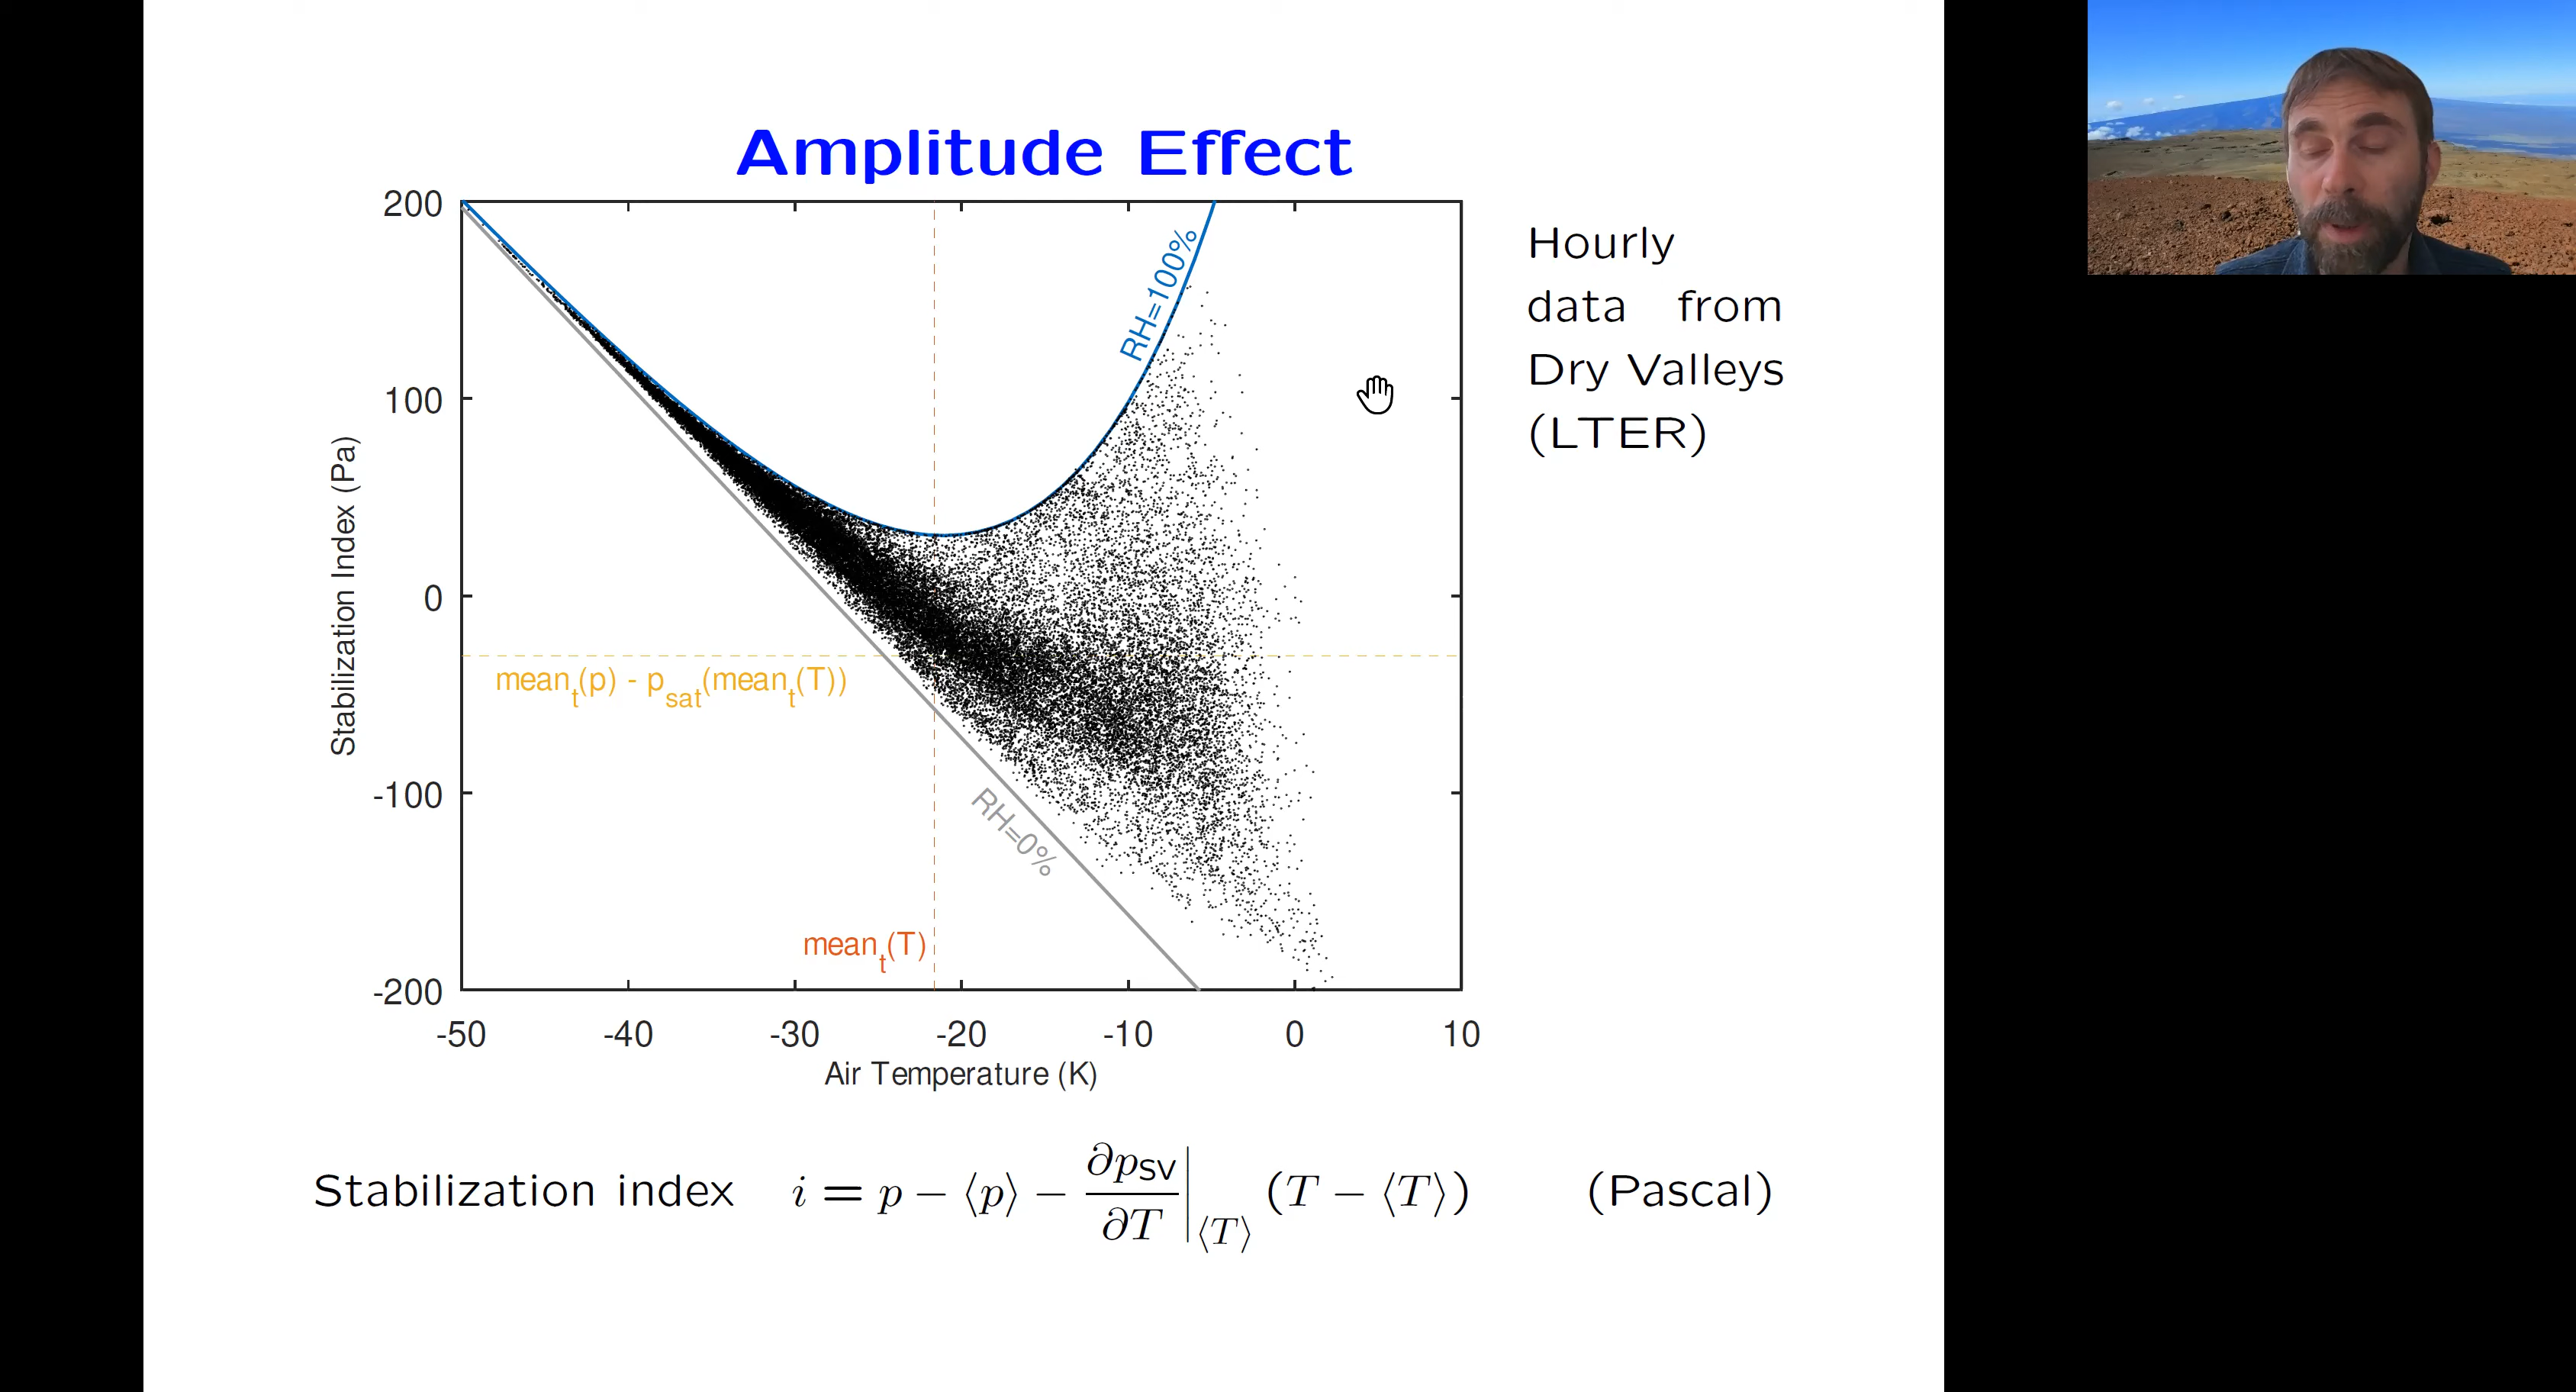 Amplitude Effect
200
100
0
-100
-200
Stabilization Index (Pa)
RH=100%
RH=0%
mean_t(p) - p_sat(mean_t(T))
mean_t(T)
-50 -40 -30 -20 -10 0 10
Air Temperature (K)
Hourly
data from
Dry Valleys
(LTER)
Stabilization index i = p − ⟨p⟩ − ∂p_SV/∂T |_⟨T⟩ (T − ⟨T⟩) (Pascal)